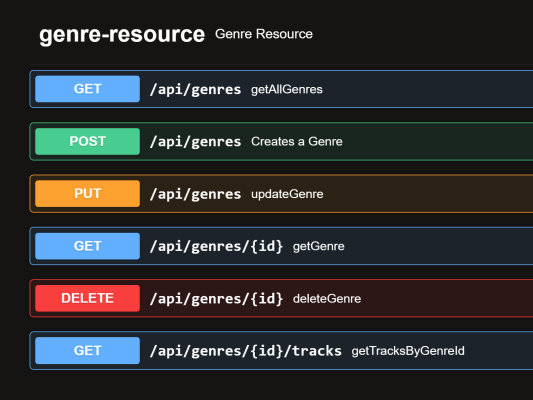 genre-resource Genre Resource
GET /api/genres getAllGenres
POST /api/genres Creates a Genre
PUT /api/genres updateGenre
GET /api/genres/{id} getGenre
DELETE /api/genres/{id} deleteGenre
GET /api/genres/{id}/tracks getTracksByGenreId